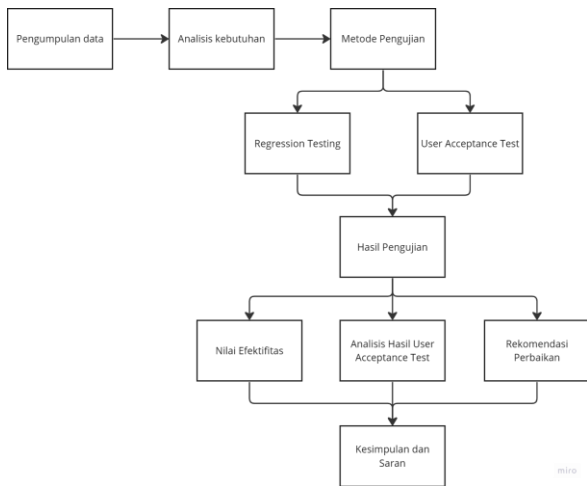 Pengumpulan data
Analisis kebutuhan
Metode Pengujian
Regression Testing
User Acceptance Test
Hasil Pengujian
Nilai Efektifitas
Analisis Hasil User
Acceptance Test
Rekomendasi
Perbaikan
Kesimpulan dan
Saran
miro